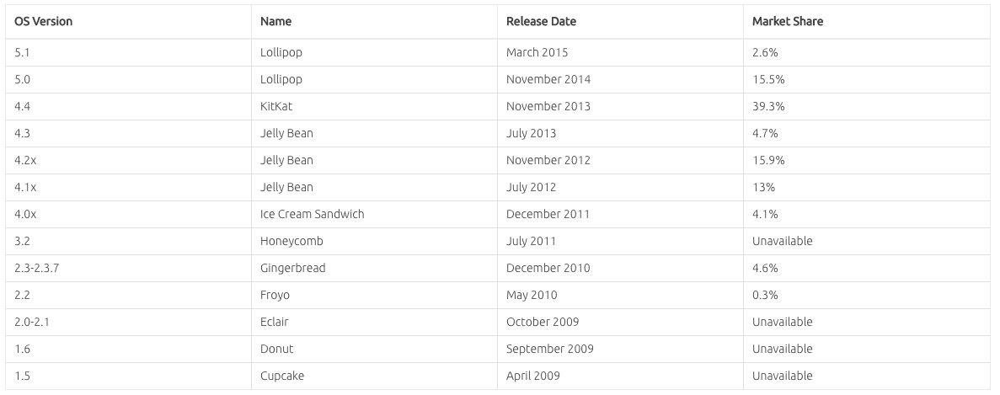 OS Version Name Release Date Market Share
5.1 Lollipop March 2015 2.6%
5.0 Lollipop November 2014 15.5%
4.4 KitKat November 2013 39.3%
4.3 Jelly Bean July 2013 4.7%
4.2x Jelly Bean November 2012 15.9%
4.1x Jelly Bean July 2012 13%
4.0x Ice Cream Sandwich December 2011 4.1%
3.2 Honeycomb July 2011 Unavailable
2.3-2.3.7 Gingerbread December 2010 4.6%
2.2 Froyo May 2010 0.3%
2.0-2.1 Eclair October 2009 Unavailable
1.6 Donut September 2009 Unavailable
1.5 Cupcake April 2009 Unavailable